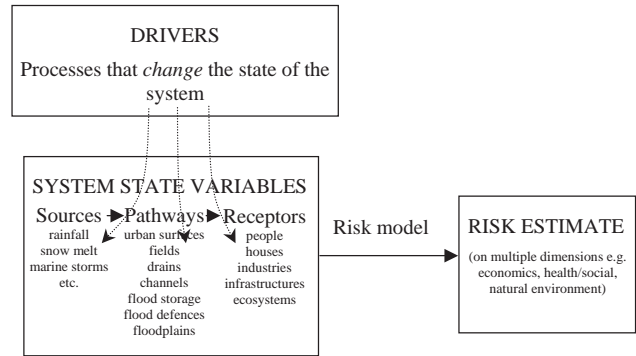 DRIVERS
Processes that change the state of the
system
SYSTEM STATE VARIABLES
Sources Pathways Receptors
rainfall
snow melt
marine storms
etc.
urban surfaces
fields
drains
channels
flood storage
flood defences
floodplains
people
houses
industries
infrastructures
ecosystems
Risk model
RISK ESTIMATE
(on multiple dimensions e.g.
economics, health/social,
natural environment)